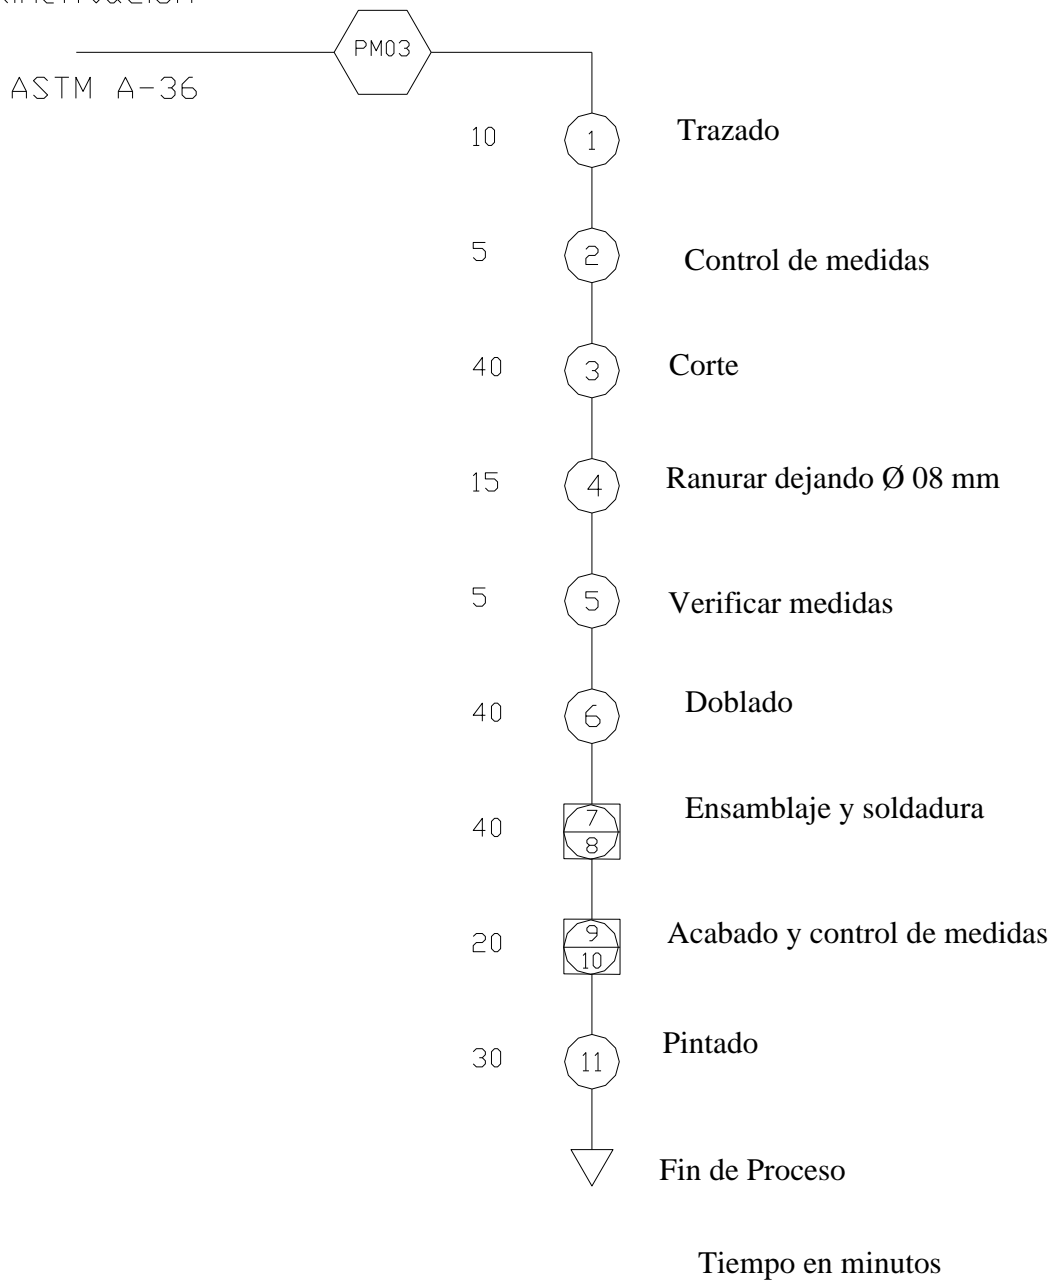 PM03
ASTM A-36
10 1 Trazado
5 2 Control de medidas
40 3 Corte
15 4 Ranurar dejando Ø 08 mm
5 5 Verificar medidas
40 6 Doblado
40 7 8 Ensamblaje y soldadura
20 9 10 Acabado y control de medidas
30 11 Pintado
Fin de Proceso
Tiempo en minutos